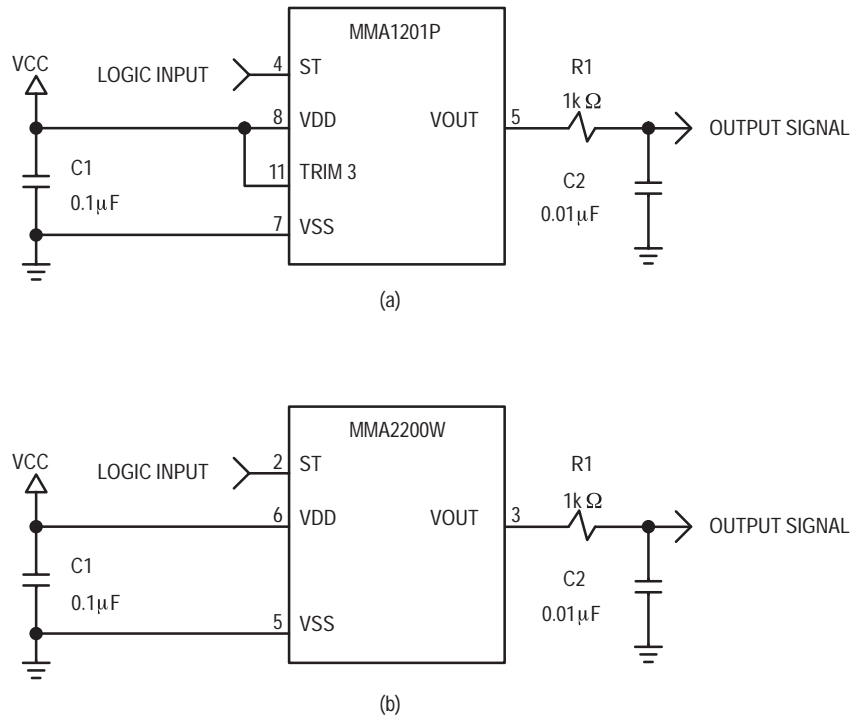 MMA1201P
VCC
LOGIC INPUT
4
ST
R1
1k Ω
8
VDD
VOUT
5
OUTPUT SIGNAL
C1
0.1µF
11
TRIM 3
C2
0.01µF
7
VSS
(a)
MMA2200W
VCC
LOGIC INPUT
2
ST
R1
1k Ω
6
VDD
VOUT
3
OUTPUT SIGNAL
C1
0.1µF
C2
0.01µF
5
VSS
(b)